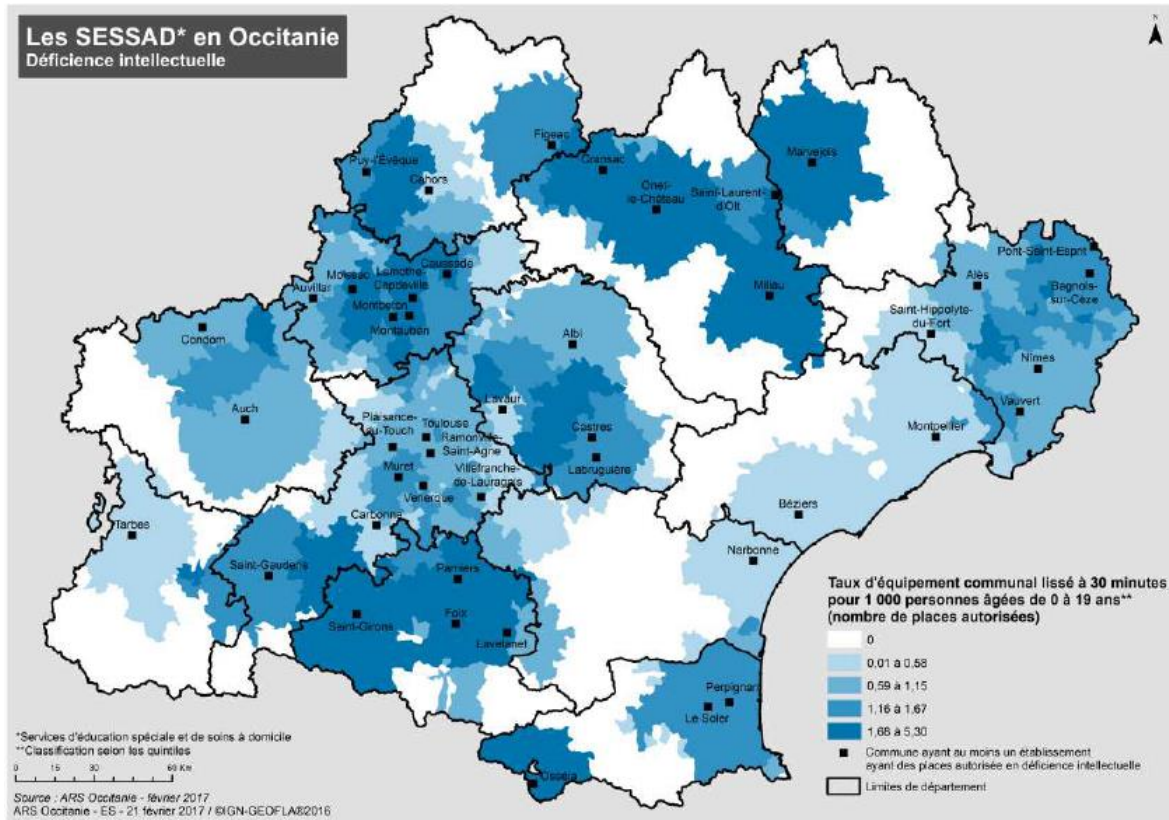 Les SESSAD* en Occitanie
Déficience intellectuelle
N
Figeac
Puy-l'Évêque
Cahors
Cransac
Onet-
le-Château
Saint-Laurent-
d'Olt
Marvejols
Millau
Pont-Saint-Esprit
Alès
Bagnols-
sur-Cèze
Saint-Hippolyte-
du-Fort
Nîmes
Vauvert
Caussade
Lamothe-
Capdeville
Moissac
Auvillar
Montbeton
Montauban
Condom
Auch
Albi
Lavaur
Castres
Labruguière
Plaisance-
du-Touch
Toulouse
Ramonville-
Saint-Agne
Muret
Villefranche-
de-Lauragais
Venerque
Carbonne
Montpellier
Béziers
Narbonne
Tarbes
Saint-Gaudens
Pamiers
Saint-Girons
Foix
Lavelanet
Perpignan
Le Soler
Osséja
Taux d'équipement communal lissé à 30 minutes
pour 1 000 personnes âgées de 0 à 19 ans**
(nombre de places autorisées)
0
0,01 à 0,58
0,59 à 1,15
1,16 à 1,67
1,68 à 5,30
Commune ayant au moins un établissement
ayant des places autorisée en déficience intellectuelle
Limites de département
*Services d'éducation spéciale et de soins à domicile
**Classification selon les quintiles
0 15 30 60 Km
Source : ARS Occitanie - février 2017
ARS Occitanie - ES - 21 février 2017 / ©IGN-GEOFLA®2016